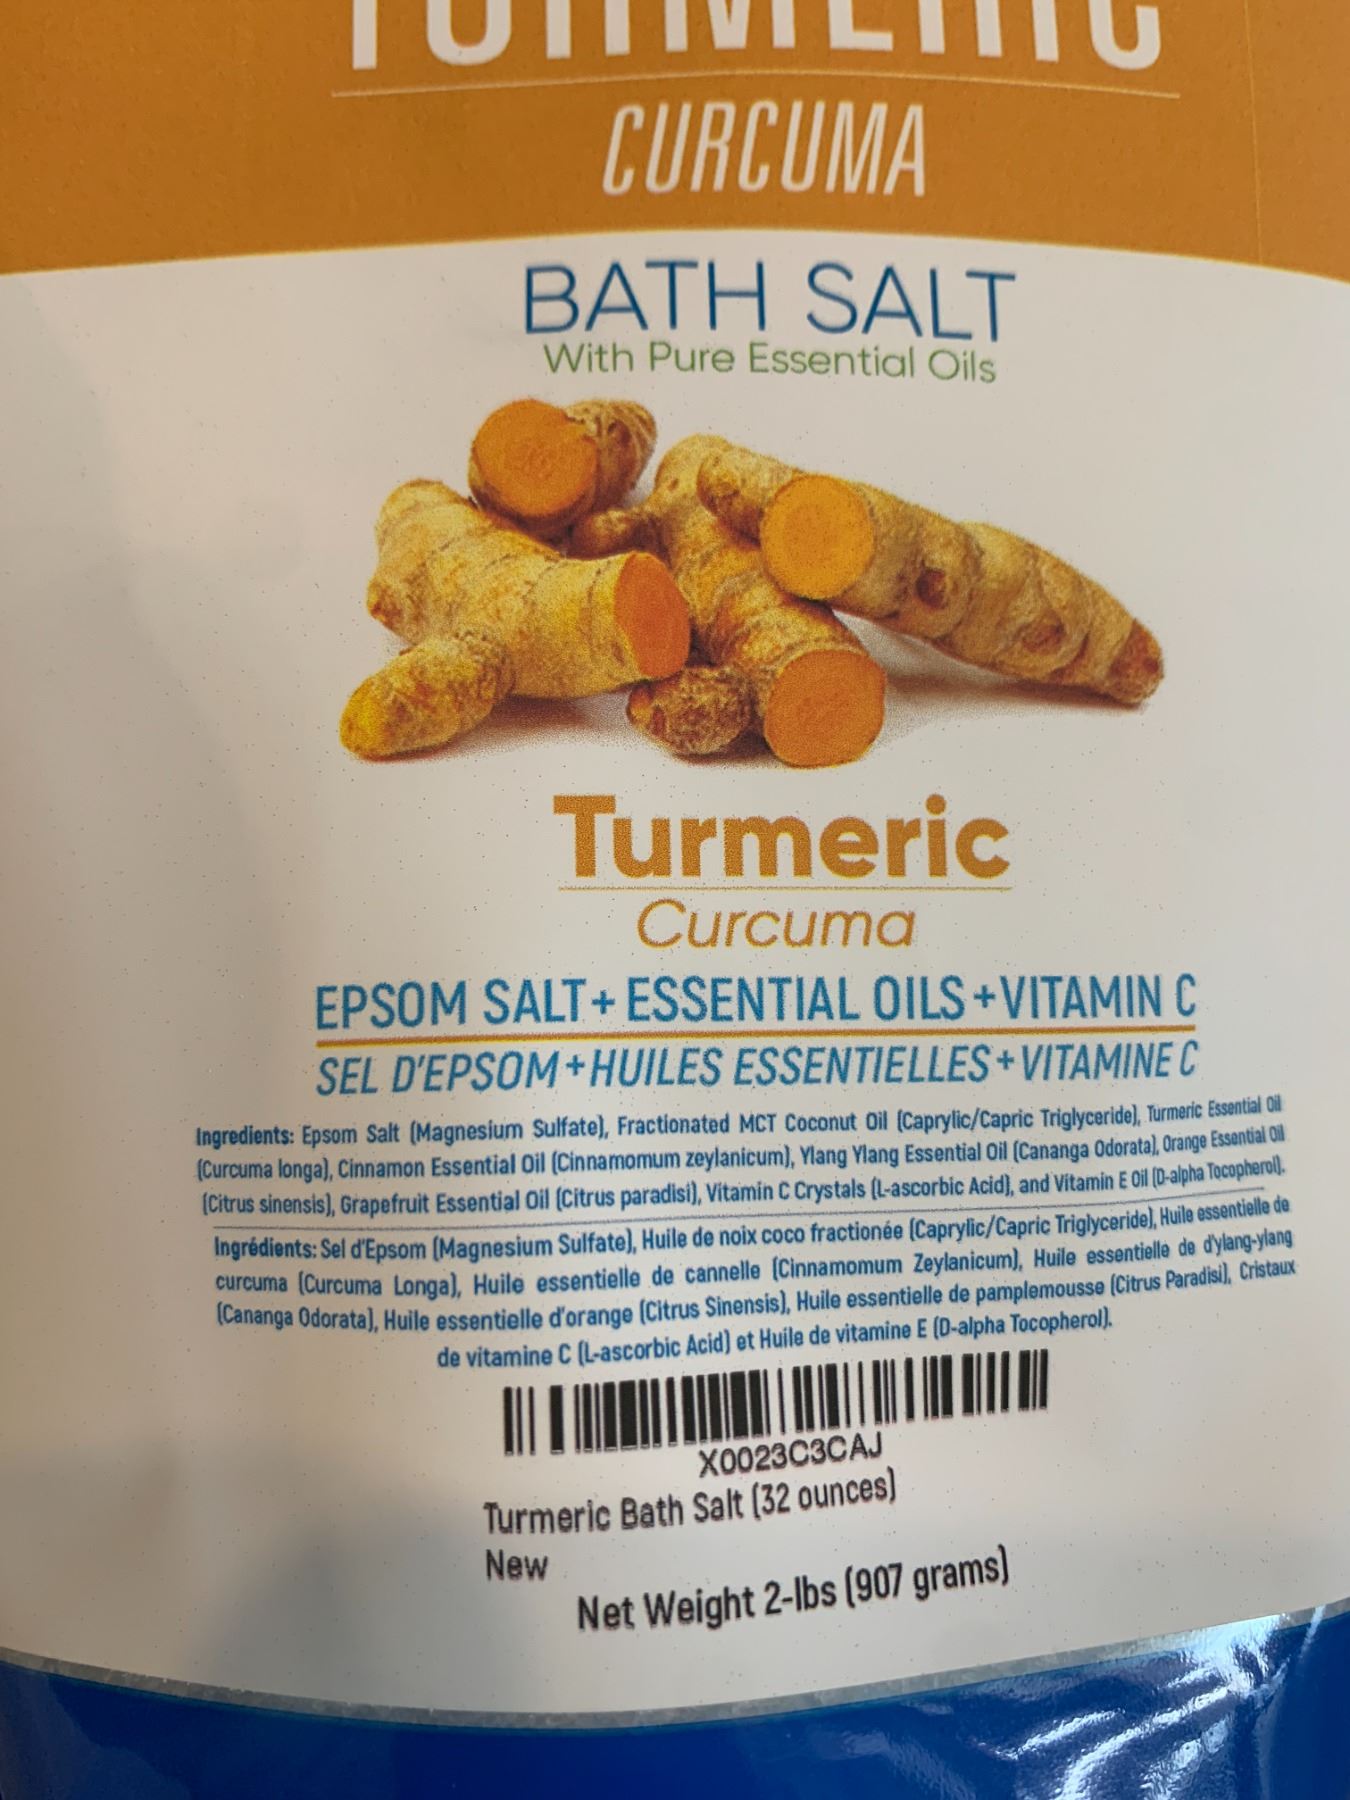 TURMERIC
CURCUMA
BATH SALT
With Pure Essential Oils
Turmeric
Curcuma
EPSOM SALT + ESSENTIAL OILS + VITAMIN C
SEL D'EPSOM + HUILES ESSENTIELLES + VITAMINE C
Ingredients: Epsom Salt (Magnesium Sulfate), Fractionated MCT Coconut Oil (Caprylic/Capric Triglyceride), Turmeric Essential Oil
(Curcuma longa), Cinnamon Essential Oil (Cinnamomum zeylanicum), Ylang Ylang Essential Oil (Cananga Odorata), Orange Essential Oil
(Citrus sinensis), Grapefruit Essential Oil (Citrus paradisi), Vitamin C Crystals (L-ascorbic Acid), and Vitamin E Oil (D-alpha Tocopherol).
Ingrédients: Sel d'Epsom (Magnesium Sulfate), Huile de noix coco fractionée (Caprylic/Capric Triglyceride), Huile essentielle de
curcuma (Curcuma Longa), Huile essentielle de cannelle (Cinnamomum Zeylanicum), Huile essentielle de d'ylang-ylang
(Cananga Odorata), Huile essentielle d'orange (Citrus Sinensis), Huile essentielle de pamplemousse (Citrus Paradisi), Cristaux
de vitamine C (L-ascorbic Acid) et Huile de vitamine E (D-alpha Tocopherol).
X0023C3CAJ
Turmeric Bath Salt (32 ounces)
New
Net Weight 2-lbs (907 grams)